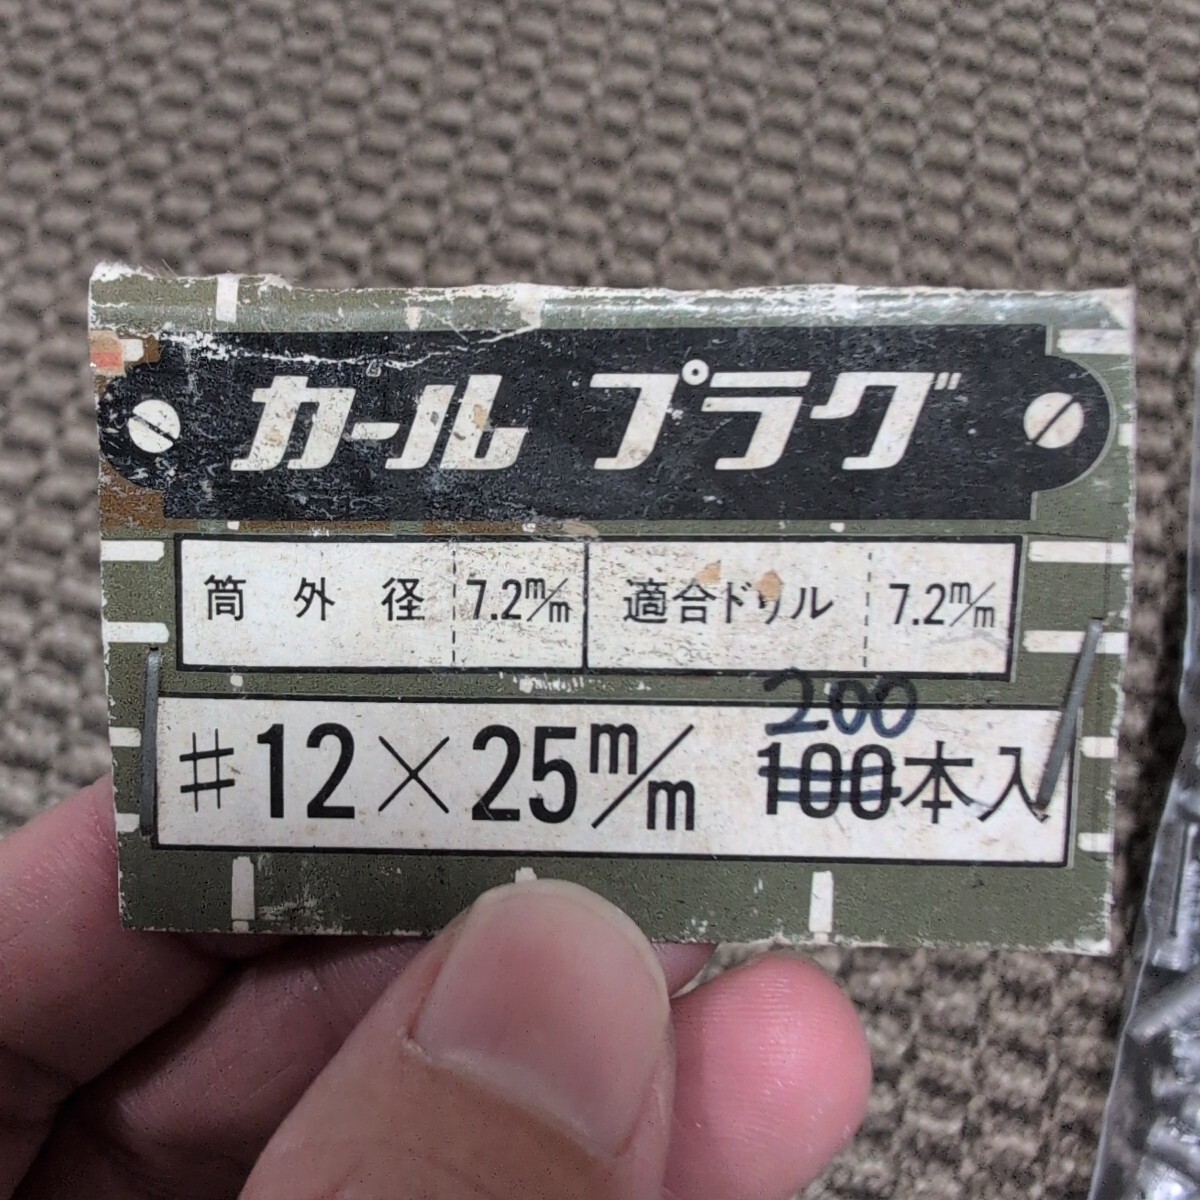 カール プラグ
筒外径 7.2m/m 適合ドリル 7.2m/m
200
#12×25m/m 100本入